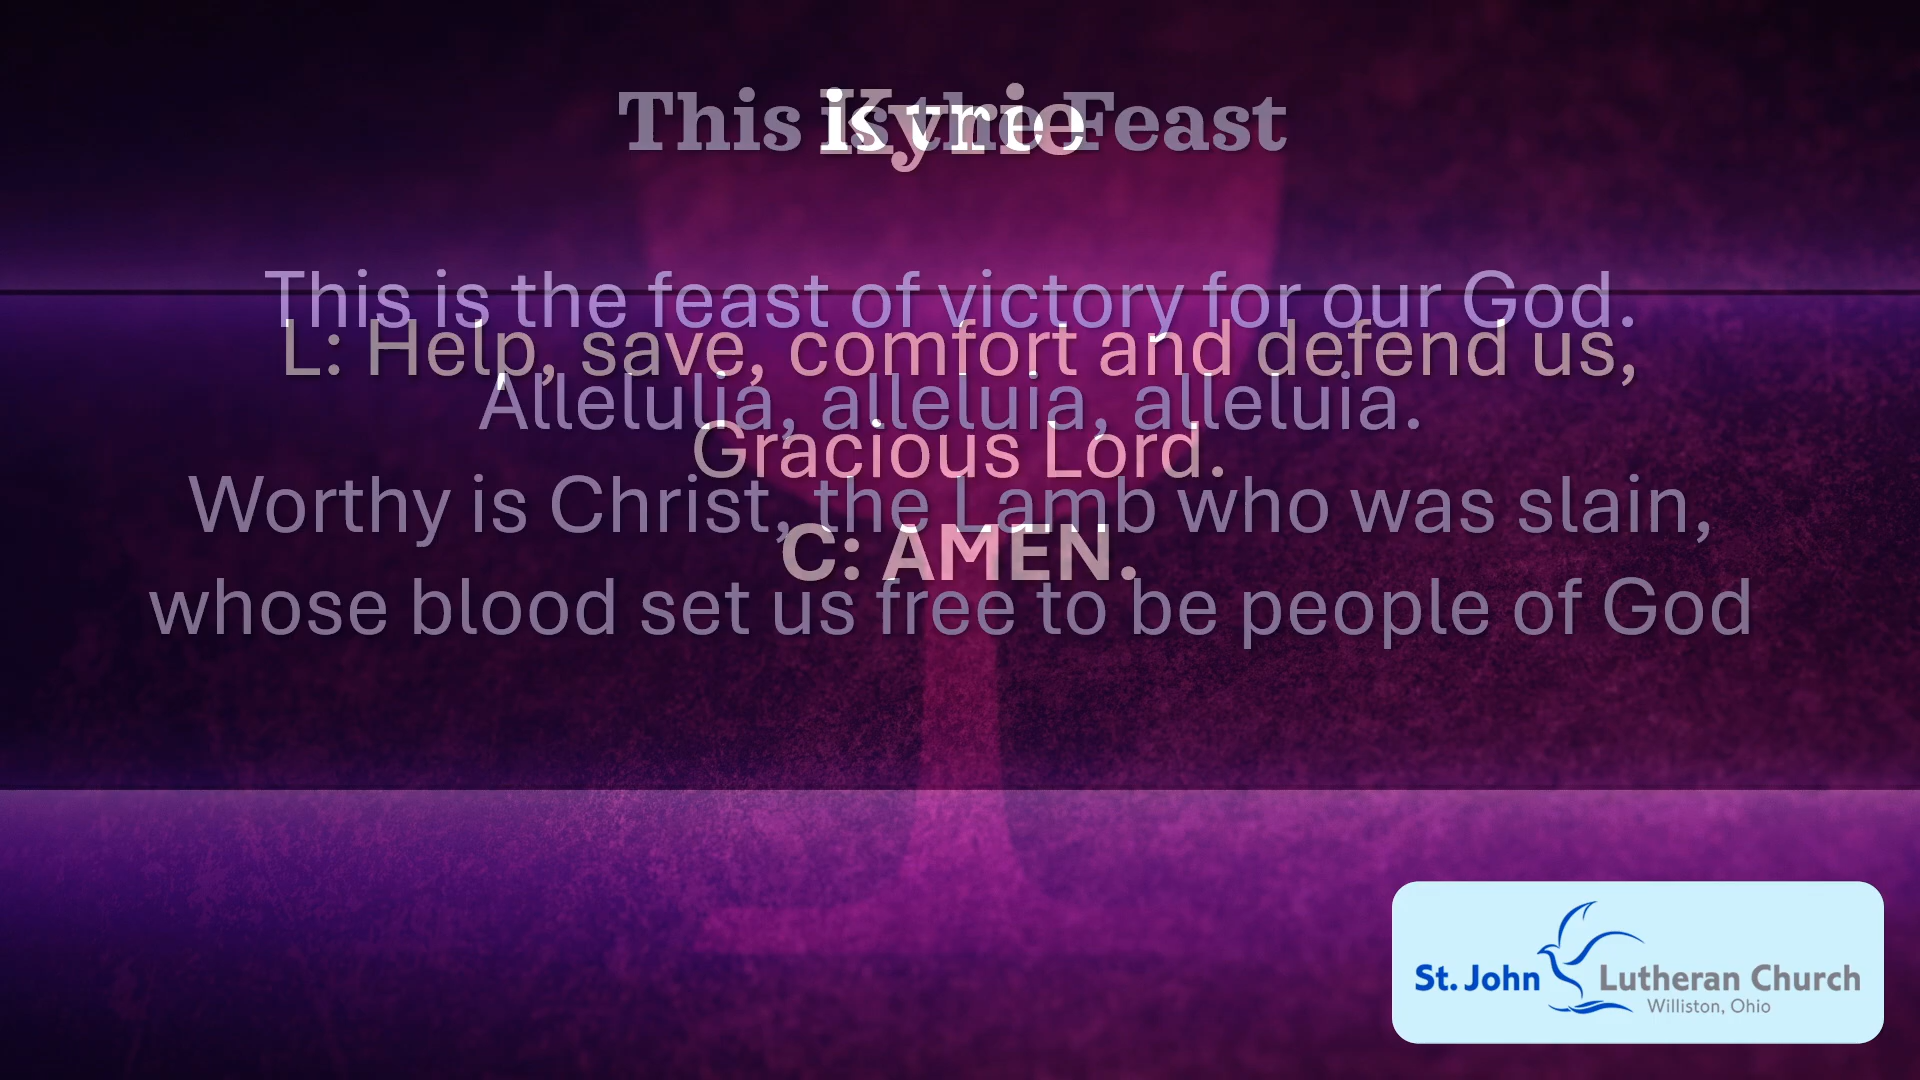 This is the Feast
Kyrie
This is the feast of victory for our God.
L: Help, save, comfort and defend us,
Allelulia, alleluia, alleluia.
Gracious Lord.
Worthy is Christ, the Lamb who was slain,
C: AMEN.
whose blood set us free to be people of God
St. John Lutheran Church
Williston, Ohio